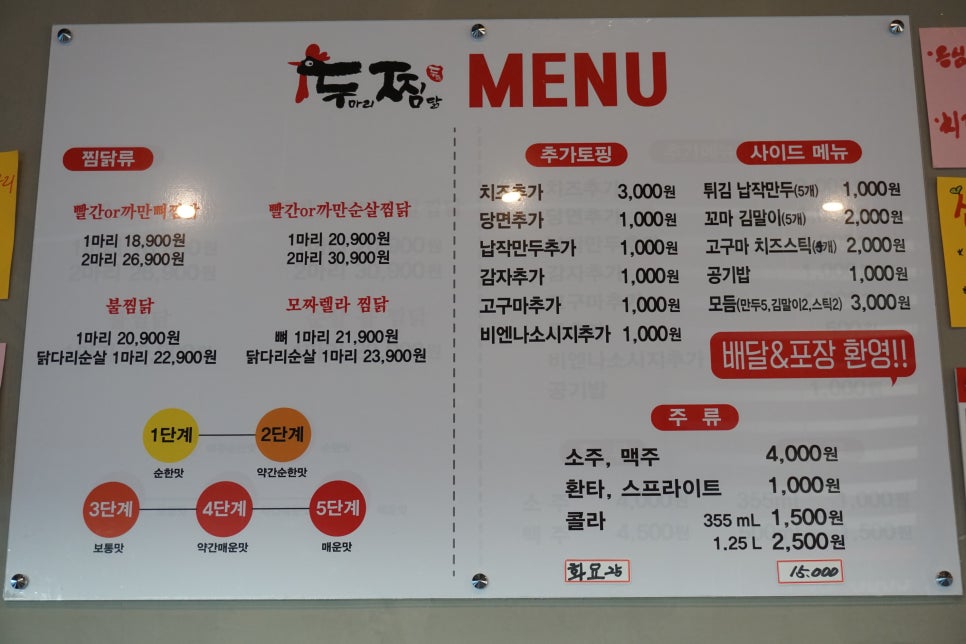 두마리찜닭 MENU
찜닭류
빨간or까만뼈찜닭
1마리 18,900원
2마리 26,900원
빨간or까만순살찜닭
1마리 20,900원
2마리 30,900원
불찜닭
1마리 20,900원
닭다리순살 1마리 22,900원
모짜렐라 찜닭
뼈 1마리 21,900원
닭다리순살 1마리 23,900원
1단계
순한맛
2단계
약간순한맛
3단계
보통맛
4단계
약간매운맛
5단계
매운맛
추가토핑
치즈추가 3,000원
당면추가 1,000원
납작만두추가 1,000원
감자추가 1,000원
고구마추가 1,000원
비엔나소시지추가 1,000원
사이드 메뉴
튀김 납작만두(5개) 1,000원
꼬마 김말이(5개) 2,000원
고구마 치즈스틱(4개) 2,000원
공기밥 1,000원
모듬(만두5,김말이2,스틱2) 3,000원
배달&포장 환영!!
주 류
소주, 맥주 4,000원
환타, 스프라이트 1,000원
콜라 355 mL 1,500원
1.25 L 2,500원
화요25 15.000